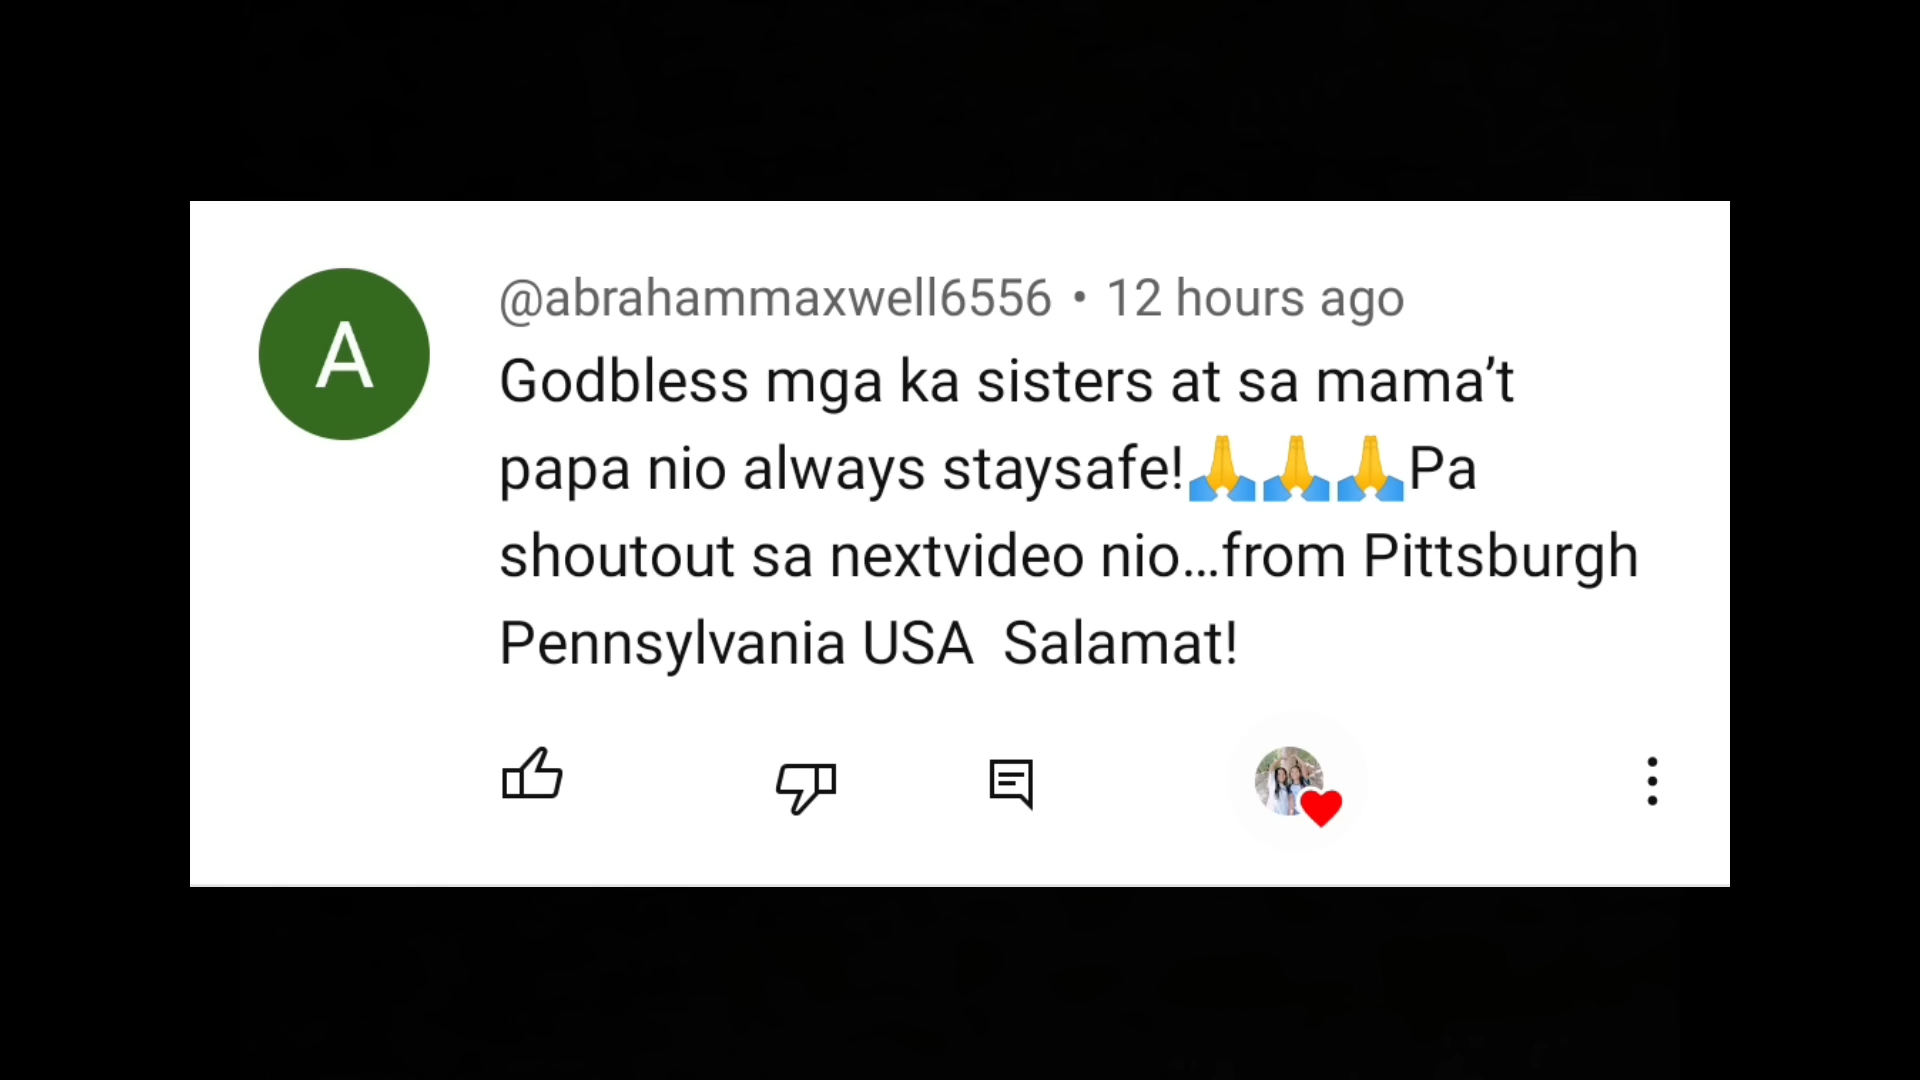 A
@abrahammaxwell6556 • 12 hours ago
Godbless mga ka sisters at sa mama’t
papa nio always staysafe!🙏🙏🙏Pa
shoutout sa nextvideo nio…from Pittsburgh
Pennsylvania USA  Salamat!